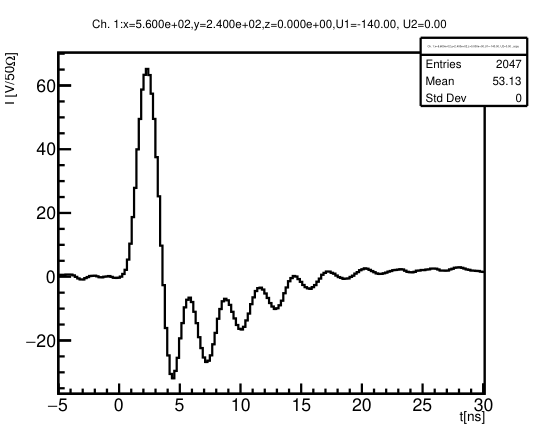 Ch. 1:x=5.600e+02,y=2.400e+02,z=0.000e+00,U1=-140.00, U2=0.00
I [V/50Ω]
Entries 2047
Mean 53.13
Std Dev 0
60
40
20
0
−20
−5 0 5 10 15 20 25 30
t[ns]